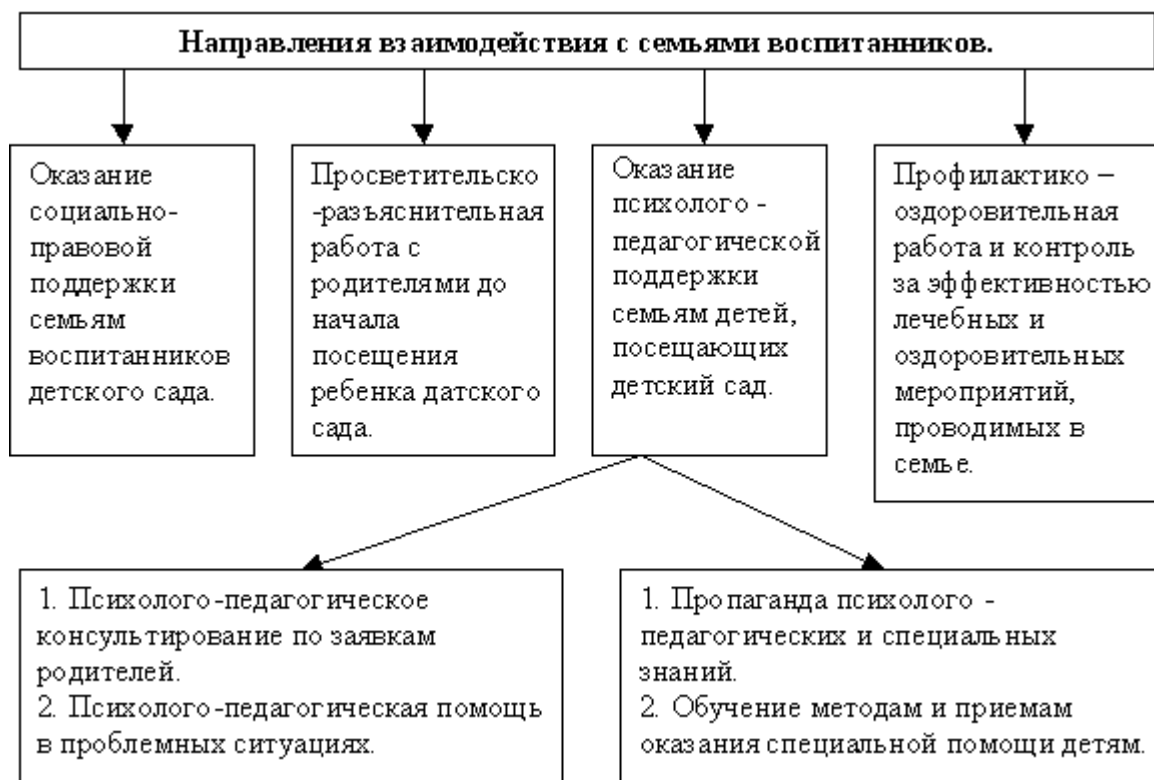 Направления взаимодействия с семьями воспитанников.
Оказание
социально-
правовой
поддержки
семьям
воспитанников
детского сада.
Просветительско
-разъяснительная
работа с
родителями до
начала
посещения
ребенка датского
сада.
Оказание
психолого -
педагогической
поддержки
семьям детей,
посещающих
детский сад.
Профилактико –
оздоровительная
работа и контроль
за эффективностью
лечебных и
оздоровительных
мероприятий,
проводимых в
семье.
1. Психолого-педагогическое
консультирование по заявкам
родителей.
2. Психолого-педагогическая помощь
в проблемных ситуациях.
1. Пропаганда психолого -
педагогических и специальных
знаний.
2. Обучение методам и приемам
оказания специальной помощи детям.